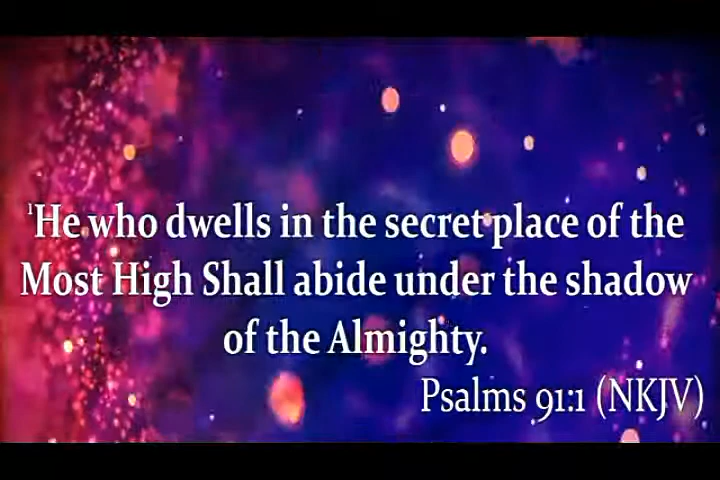 ¹He who dwells in the secret place of the
Most High Shall abide under the shadow
of the Almighty.
Psalms 91:1 (NKJV)